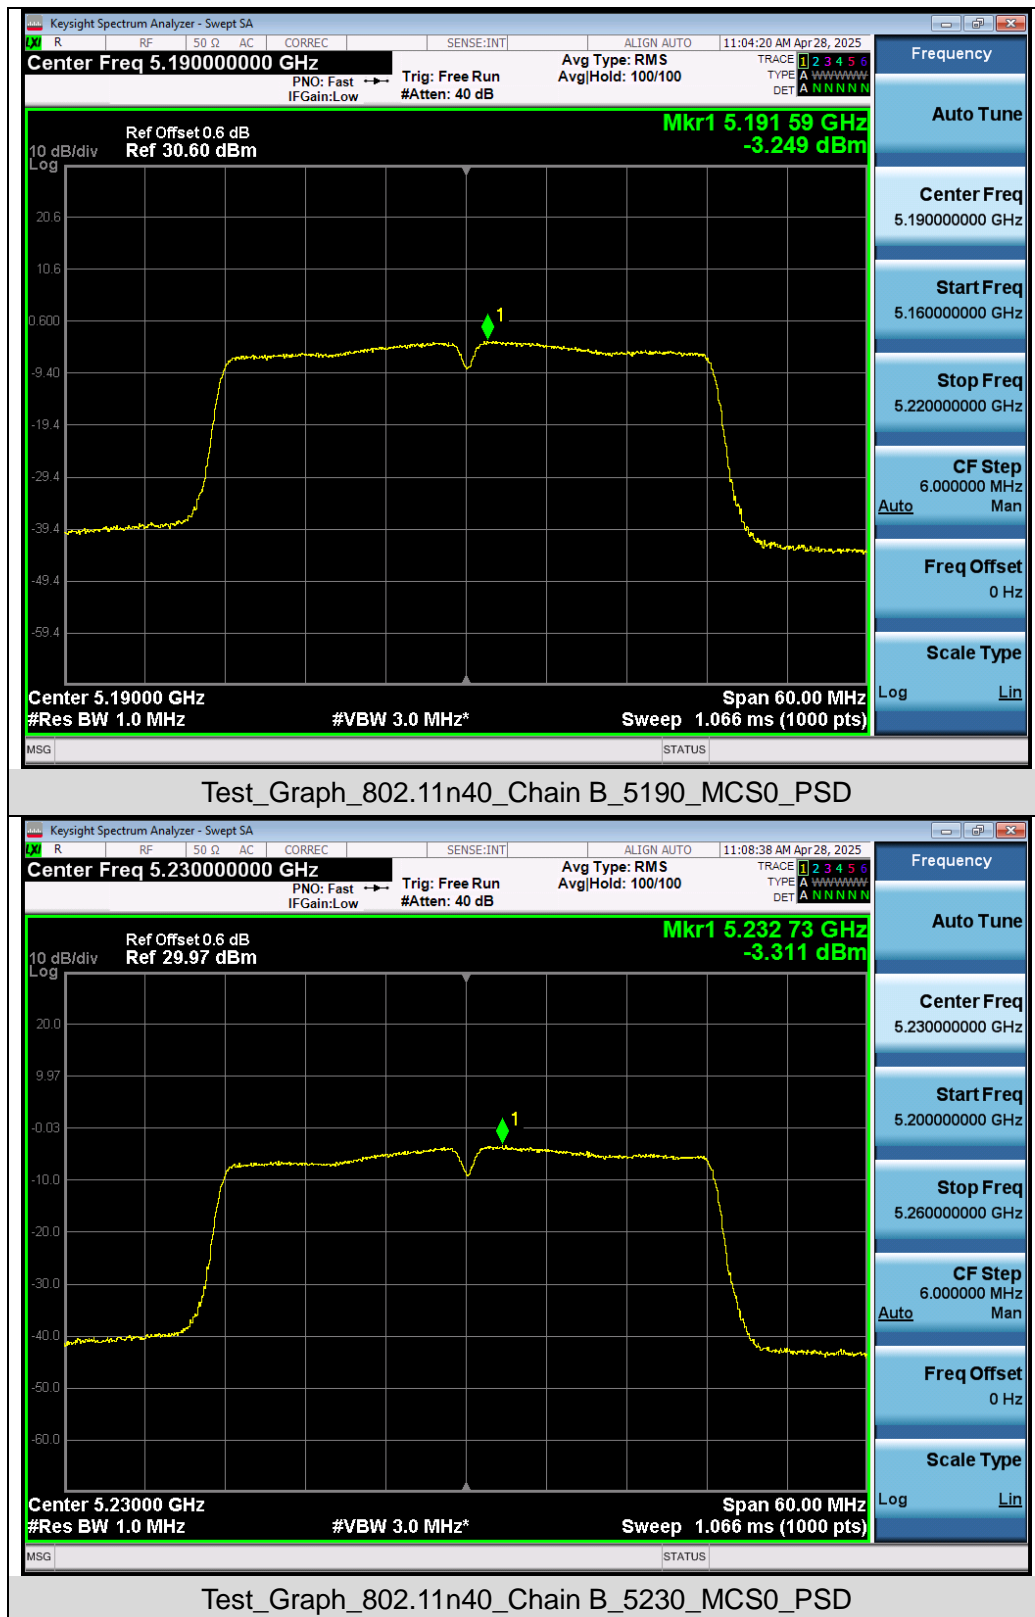 Keysight Spectrum Analyzer - Swept SA
LXI R RF 50 Ω AC CORREC SENSE:INT ALIGN AUTO 11:04:20 AM Apr 28, 2025
Center Freq 5.190000000 GHz
PNO: Fast
IFGain:Low
Trig: Free Run
#Atten: 40 dB
Avg Type: RMS
Avg|Hold: 100/100
TRACE 1 2 3 4 5 6
TYPE A WWWWW
DET A N N N N N
Ref Offset 0.6 dB
Ref 30.60 dBm
10 dB/div
Log
Mkr1 5.191 59 GHz
-3.249 dBm
20.6
10.6
0.600
-9.40
-19.4
-29.4
-39.4
-49.4
-59.4
1
Center 5.19000 GHz
Span 60.00 MHz
#Res BW 1.0 MHz
#VBW 3.0 MHz*
Sweep 1.066 ms (1000 pts)
MSG
STATUS
Frequency
Auto Tune
Center Freq
5.190000000 GHz
Start Freq
5.160000000 GHz
Stop Freq
5.220000000 GHz
CF Step
6.000000 MHz
Auto Man
Freq Offset
0 Hz
Scale Type
Log Lin
Test_Graph_802.11n40_Chain B_5190_MCS0_PSD
Keysight Spectrum Analyzer - Swept SA
LXI R RF 50 Ω AC CORREC SENSE:INT ALIGN AUTO 11:08:38 AM Apr 28, 2025
Center Freq 5.230000000 GHz
PNO: Fast
IFGain:Low
Trig: Free Run
#Atten: 40 dB
Avg Type: RMS
Avg|Hold: 100/100
TRACE 1 2 3 4 5 6
TYPE A WWWWW
DET A N N N N N
Ref Offset 0.6 dB
Ref 29.97 dBm
10 dB/div
Log
Mkr1 5.232 73 GHz
-3.311 dBm
20.0
9.97
-0.03
-10.0
-20.0
-30.0
-40.0
-50.0
-60.0
1
Center 5.23000 GHz
Span 60.00 MHz
#Res BW 1.0 MHz
#VBW 3.0 MHz*
Sweep 1.066 ms (1000 pts)
MSG
STATUS
Frequency
Auto Tune
Center Freq
5.230000000 GHz
Start Freq
5.200000000 GHz
Stop Freq
5.260000000 GHz
CF Step
6.000000 MHz
Auto Man
Freq Offset
0 Hz
Scale Type
Log Lin
Test_Graph_802.11n40_Chain B_5230_MCS0_PSD